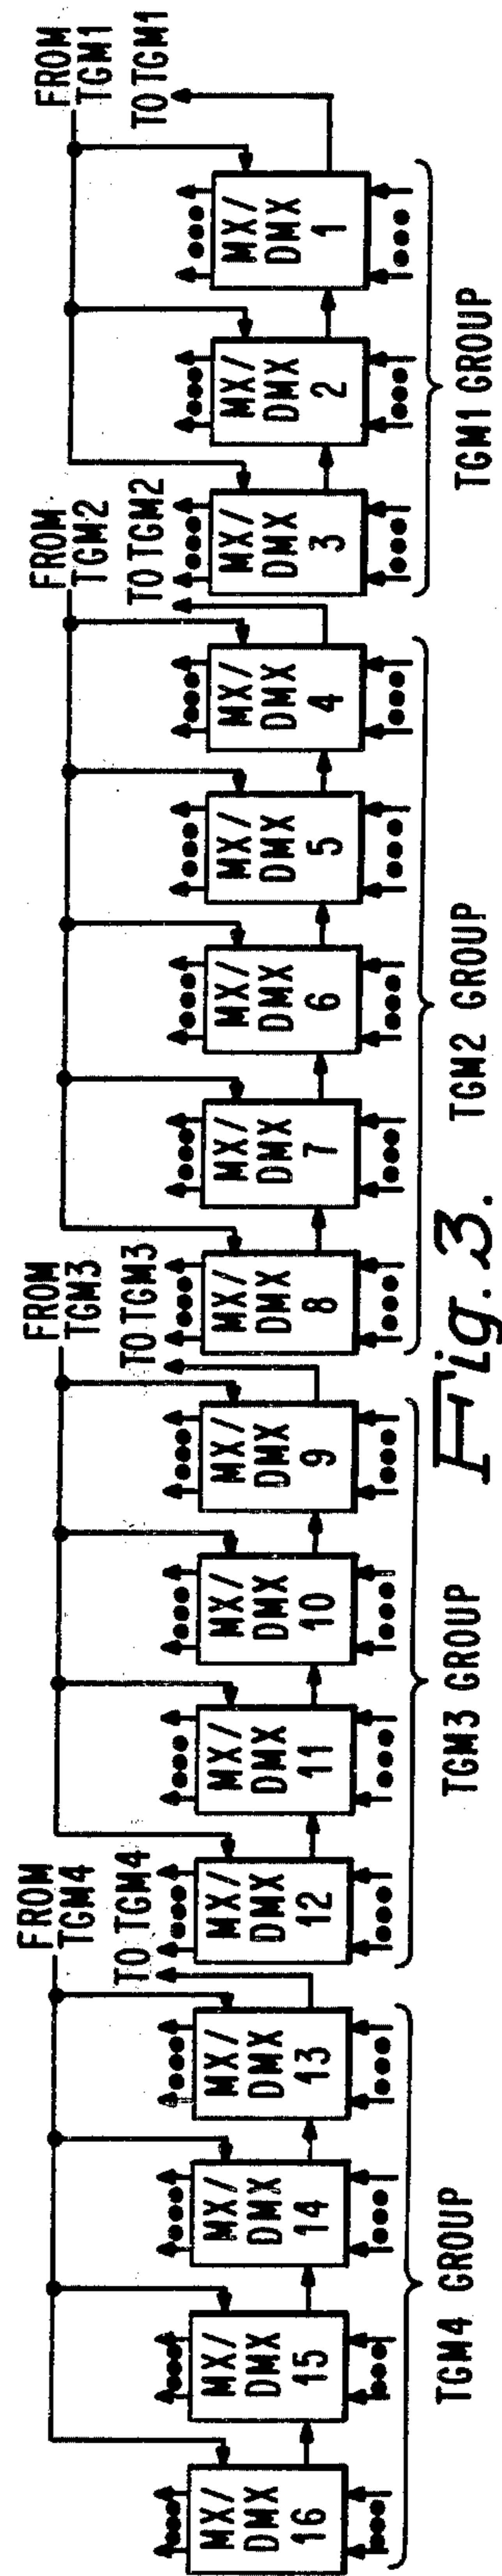 FROM
TGM4
TO TGM4
FROM
TGM3
TO TGM3
FROM
TGM2
TO TGM2
FROM
TGM1
TO TGM1
MX/
DMX
16
MX/
DMX
15
MX/
DMX
14
MX/
DMX
13
MX/
DMX
12
MX/
DMX
11
MX/
DMX
10
MX/
DMX
9
MX/
DMX
8
MX/
DMX
7
MX/
DMX
6
MX/
DMX
5
MX/
DMX
4
MX/
DMX
3
MX/
DMX
2
MX/
DMX
1
TGM4 GROUP
TGM3 GROUP
TGM2 GROUP
TGM1 GROUP
Fig. 3.